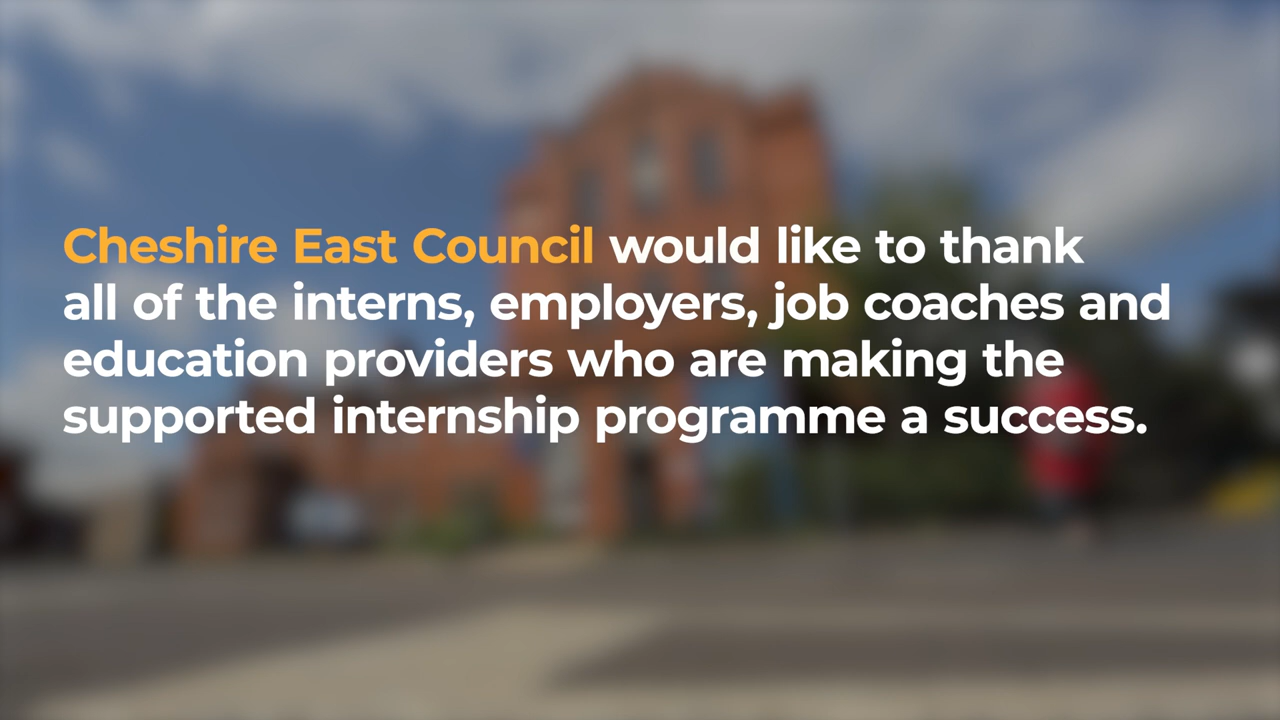 Cheshire East Council would like to thank
all of the interns, employers, job coaches and
education providers who are making the
supported internship programme a success.